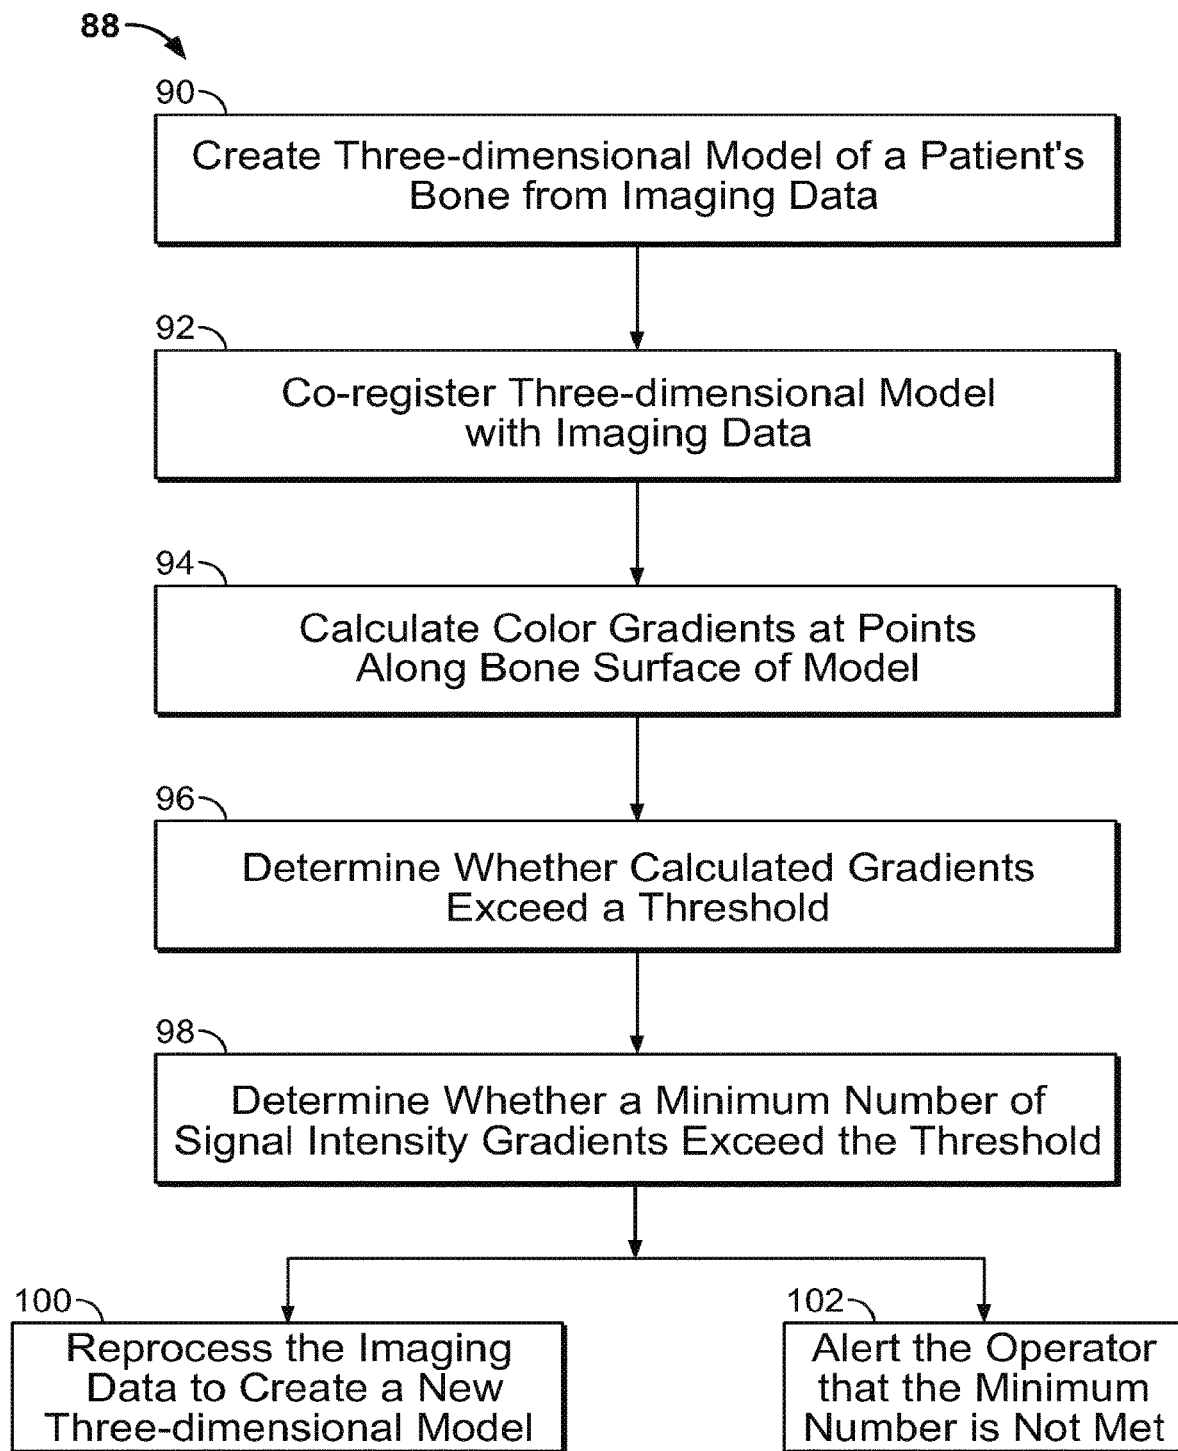 88
90
Create Three-dimensional Model of a Patient's
Bone from Imaging Data
92
Co-register Three-dimensional Model
with Imaging Data
94
Calculate Color Gradients at Points
Along Bone Surface of Model
96
Determine Whether Calculated Gradients
Exceed a Threshold
98
Determine Whether a Minimum Number of
Signal Intensity Gradients Exceed the Threshold
100
Reprocess the Imaging
Data to Create a New
Three-dimensional Model
102
Alert the Operator
that the Minimum
Number is Not Met